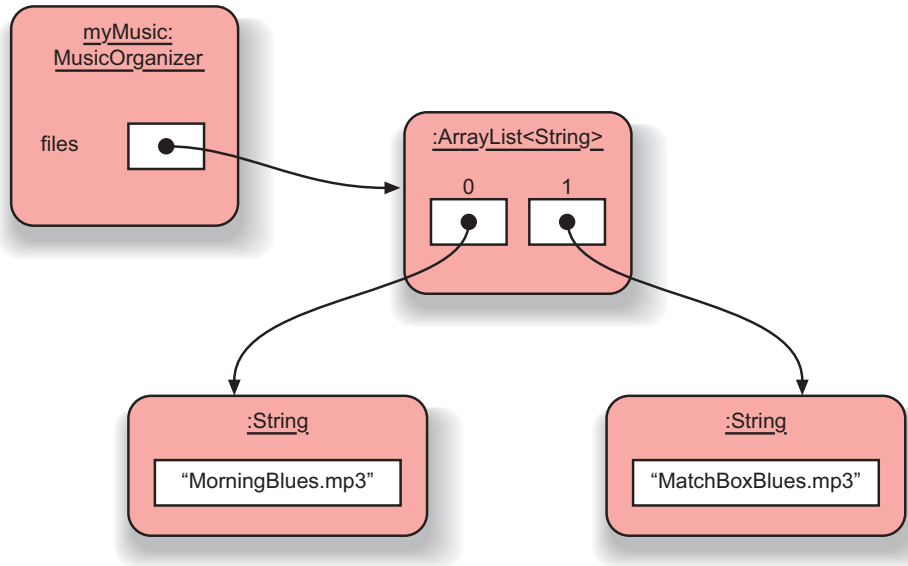 myMusic:
MusicOrganizer
files
:ArrayList<String>
0 1
:String
“MorningBlues.mp3”
:String
“MatchBoxBlues.mp3”